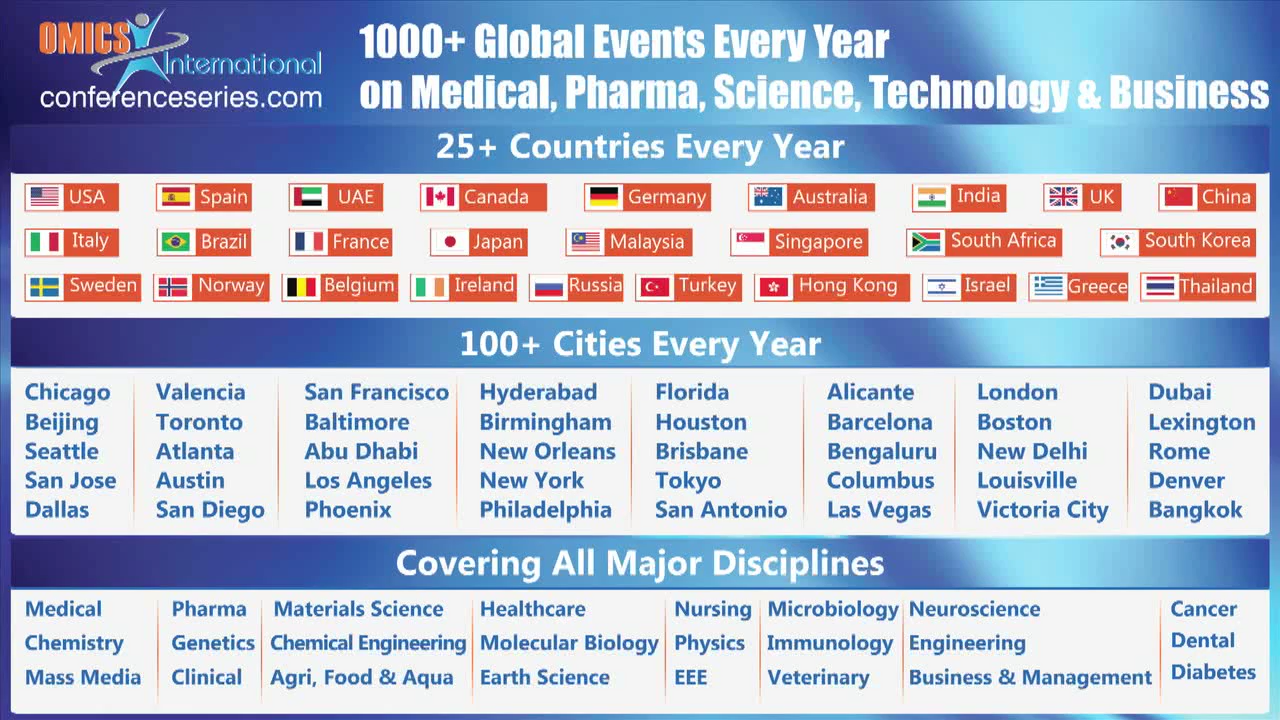 OMICS
International
conferenceseries.com
1000+ Global Events Every Year
on Medical, Pharma, Science, Technology & Business
25+ Countries Every Year
USA Spain UAE Canada Germany Australia India UK China
Italy Brazil France Japan Malaysia Singapore South Africa South Korea
Sweden Norway Belgium Ireland Russia Turkey Hong Kong Israel Greece Thailand
100+ Cities Every Year
Chicago Valencia San Francisco Hyderabad Florida Alicante London Dubai
Beijing Toronto Baltimore Birmingham Houston Barcelona Boston Lexington
Seattle Atlanta Abu Dhabi New Orleans Brisbane Bengaluru New Delhi Rome
San Jose Austin Los Angeles New York Tokyo Columbus Louisville Denver
Dallas San Diego Phoenix Philadelphia San Antonio Las Vegas Victoria City Bangkok
Covering All Major Disciplines
Medical Pharma Materials Science Healthcare Nursing Microbiology Neuroscience Cancer
Chemistry Genetics Chemical Engineering Molecular Biology Physics Immunology Engineering Dental
Mass Media Clinical Agri, Food & Aqua Earth Science EEE Veterinary Business & Management Diabetes